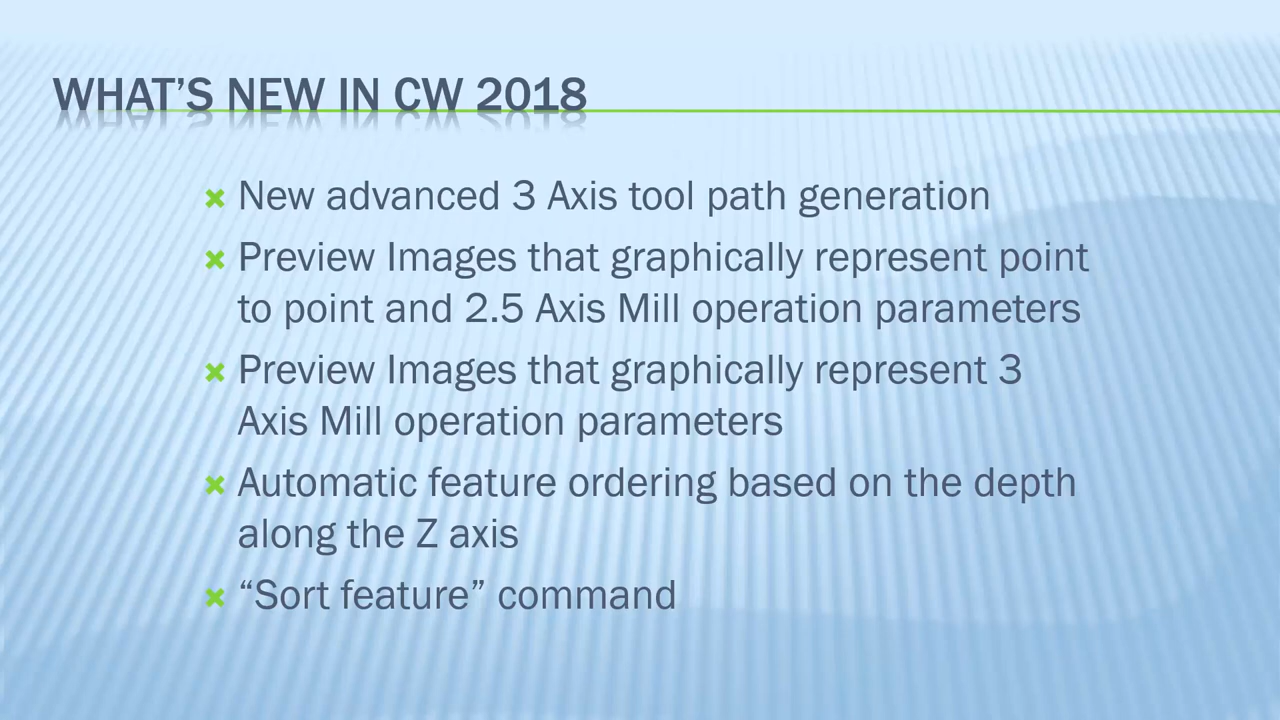 WHAT'S NEW IN CW 2018
New advanced 3 Axis tool path generation
Preview Images that graphically represent point
to point and 2.5 Axis Mill operation parameters
Preview Images that graphically represent 3
Axis Mill operation parameters
Automatic feature ordering based on the depth
along the Z axis
“Sort feature” command